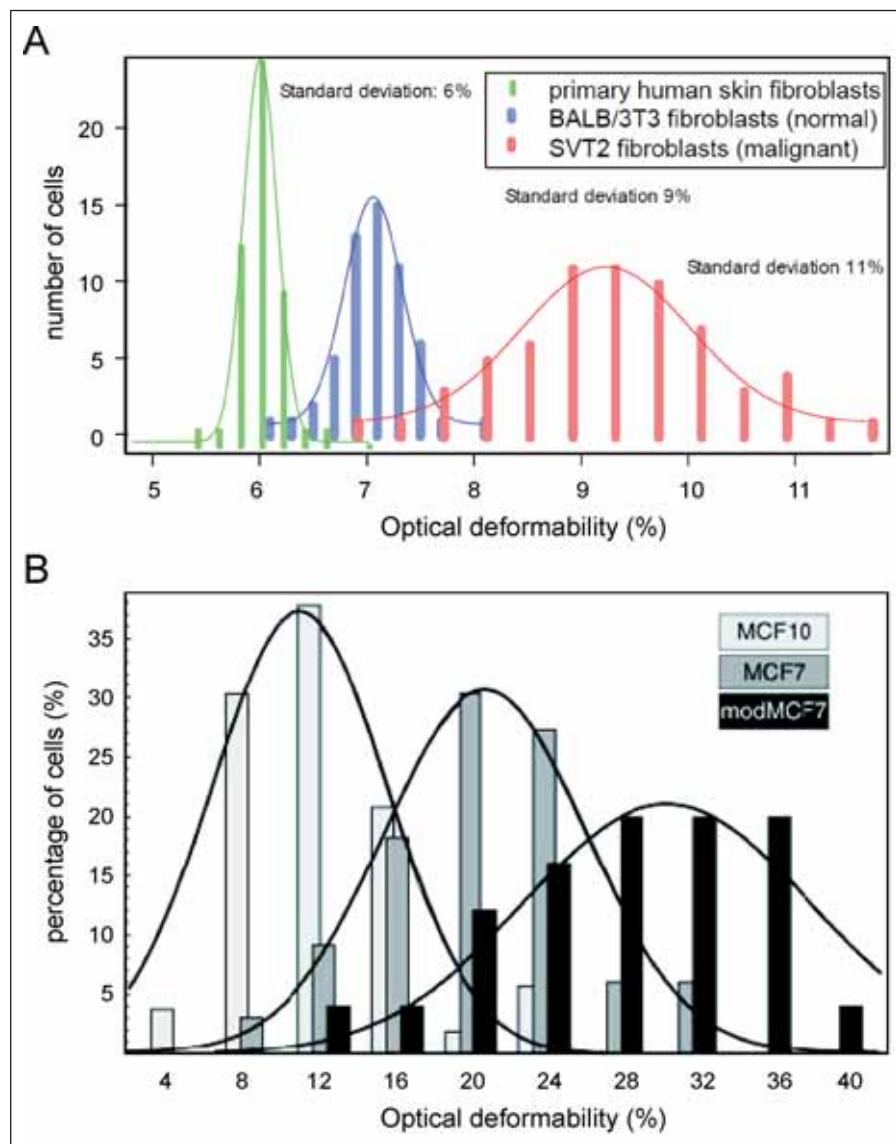 A
Standard deviation: 6%
primary human skin fibroblasts
BALB/3T3 fibroblasts (normal)
SVT2 fibroblasts (malignant)
Standard deviation 9%
Standard deviation 11%
number of cells
20
15
10
5
0
5 6 7 8 9 10 11
Optical deformability (%)
B
MCF10
MCF7
modMCF7
percentage of cells (%)
35
30
25
20
15
10
5
4 8 12 16 20 24 28 32 36 40
Optical deformability (%)